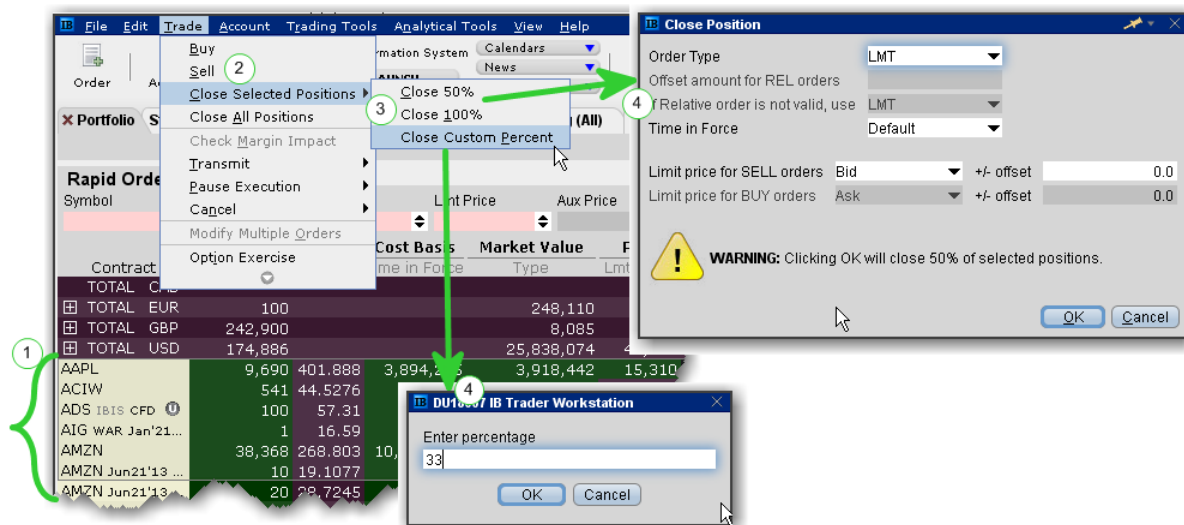 IB File Edit Trade Account Trading Tools Analytical Tools View Help
Order
Buy
Sell
2
Close Selected Positions
Close All Positions
Check Margin Impact
Transmit
Pause Execution
Cancel
Modify Multiple Orders
Option Exercise
Calendars
News
3
Close 50%
Close 100%
Close Custom Percent
(All)
Portfolio
Rapid
Symbol
Lmt Price Aux Price
Cost Basis Market Value
Contract Type
TOTAL
TOTAL EUR 100 248,110
TOTAL GBP 242,900 8,085
TOTAL USD 174,886 25,838,074
1
AAPL 9,690 401.888 3,918,442 15,310
ACIW 541 44.5276
ADS IBIS CFD U 100 57.31
AIG WAR Jan'21... 1 16.59
AMZN 38,368 268.803
AMZN Jun21'13 ... 10 19.1077
AMZN Jun21'13 20 28.7245
4
IB Trader Workstation
Enter percentage
33
OK Cancel
IB Close Position
Order Type LMT
Offset amount for REL orders
4
If Relative order is not valid, use LMT
Time in Force Default
Limit price for SELL orders Bid +/- offset 0.0
Limit price for BUY orders Ask +/- offset 0.0
! WARNING: Clicking OK will close 50% of selected positions.
OK Cancel